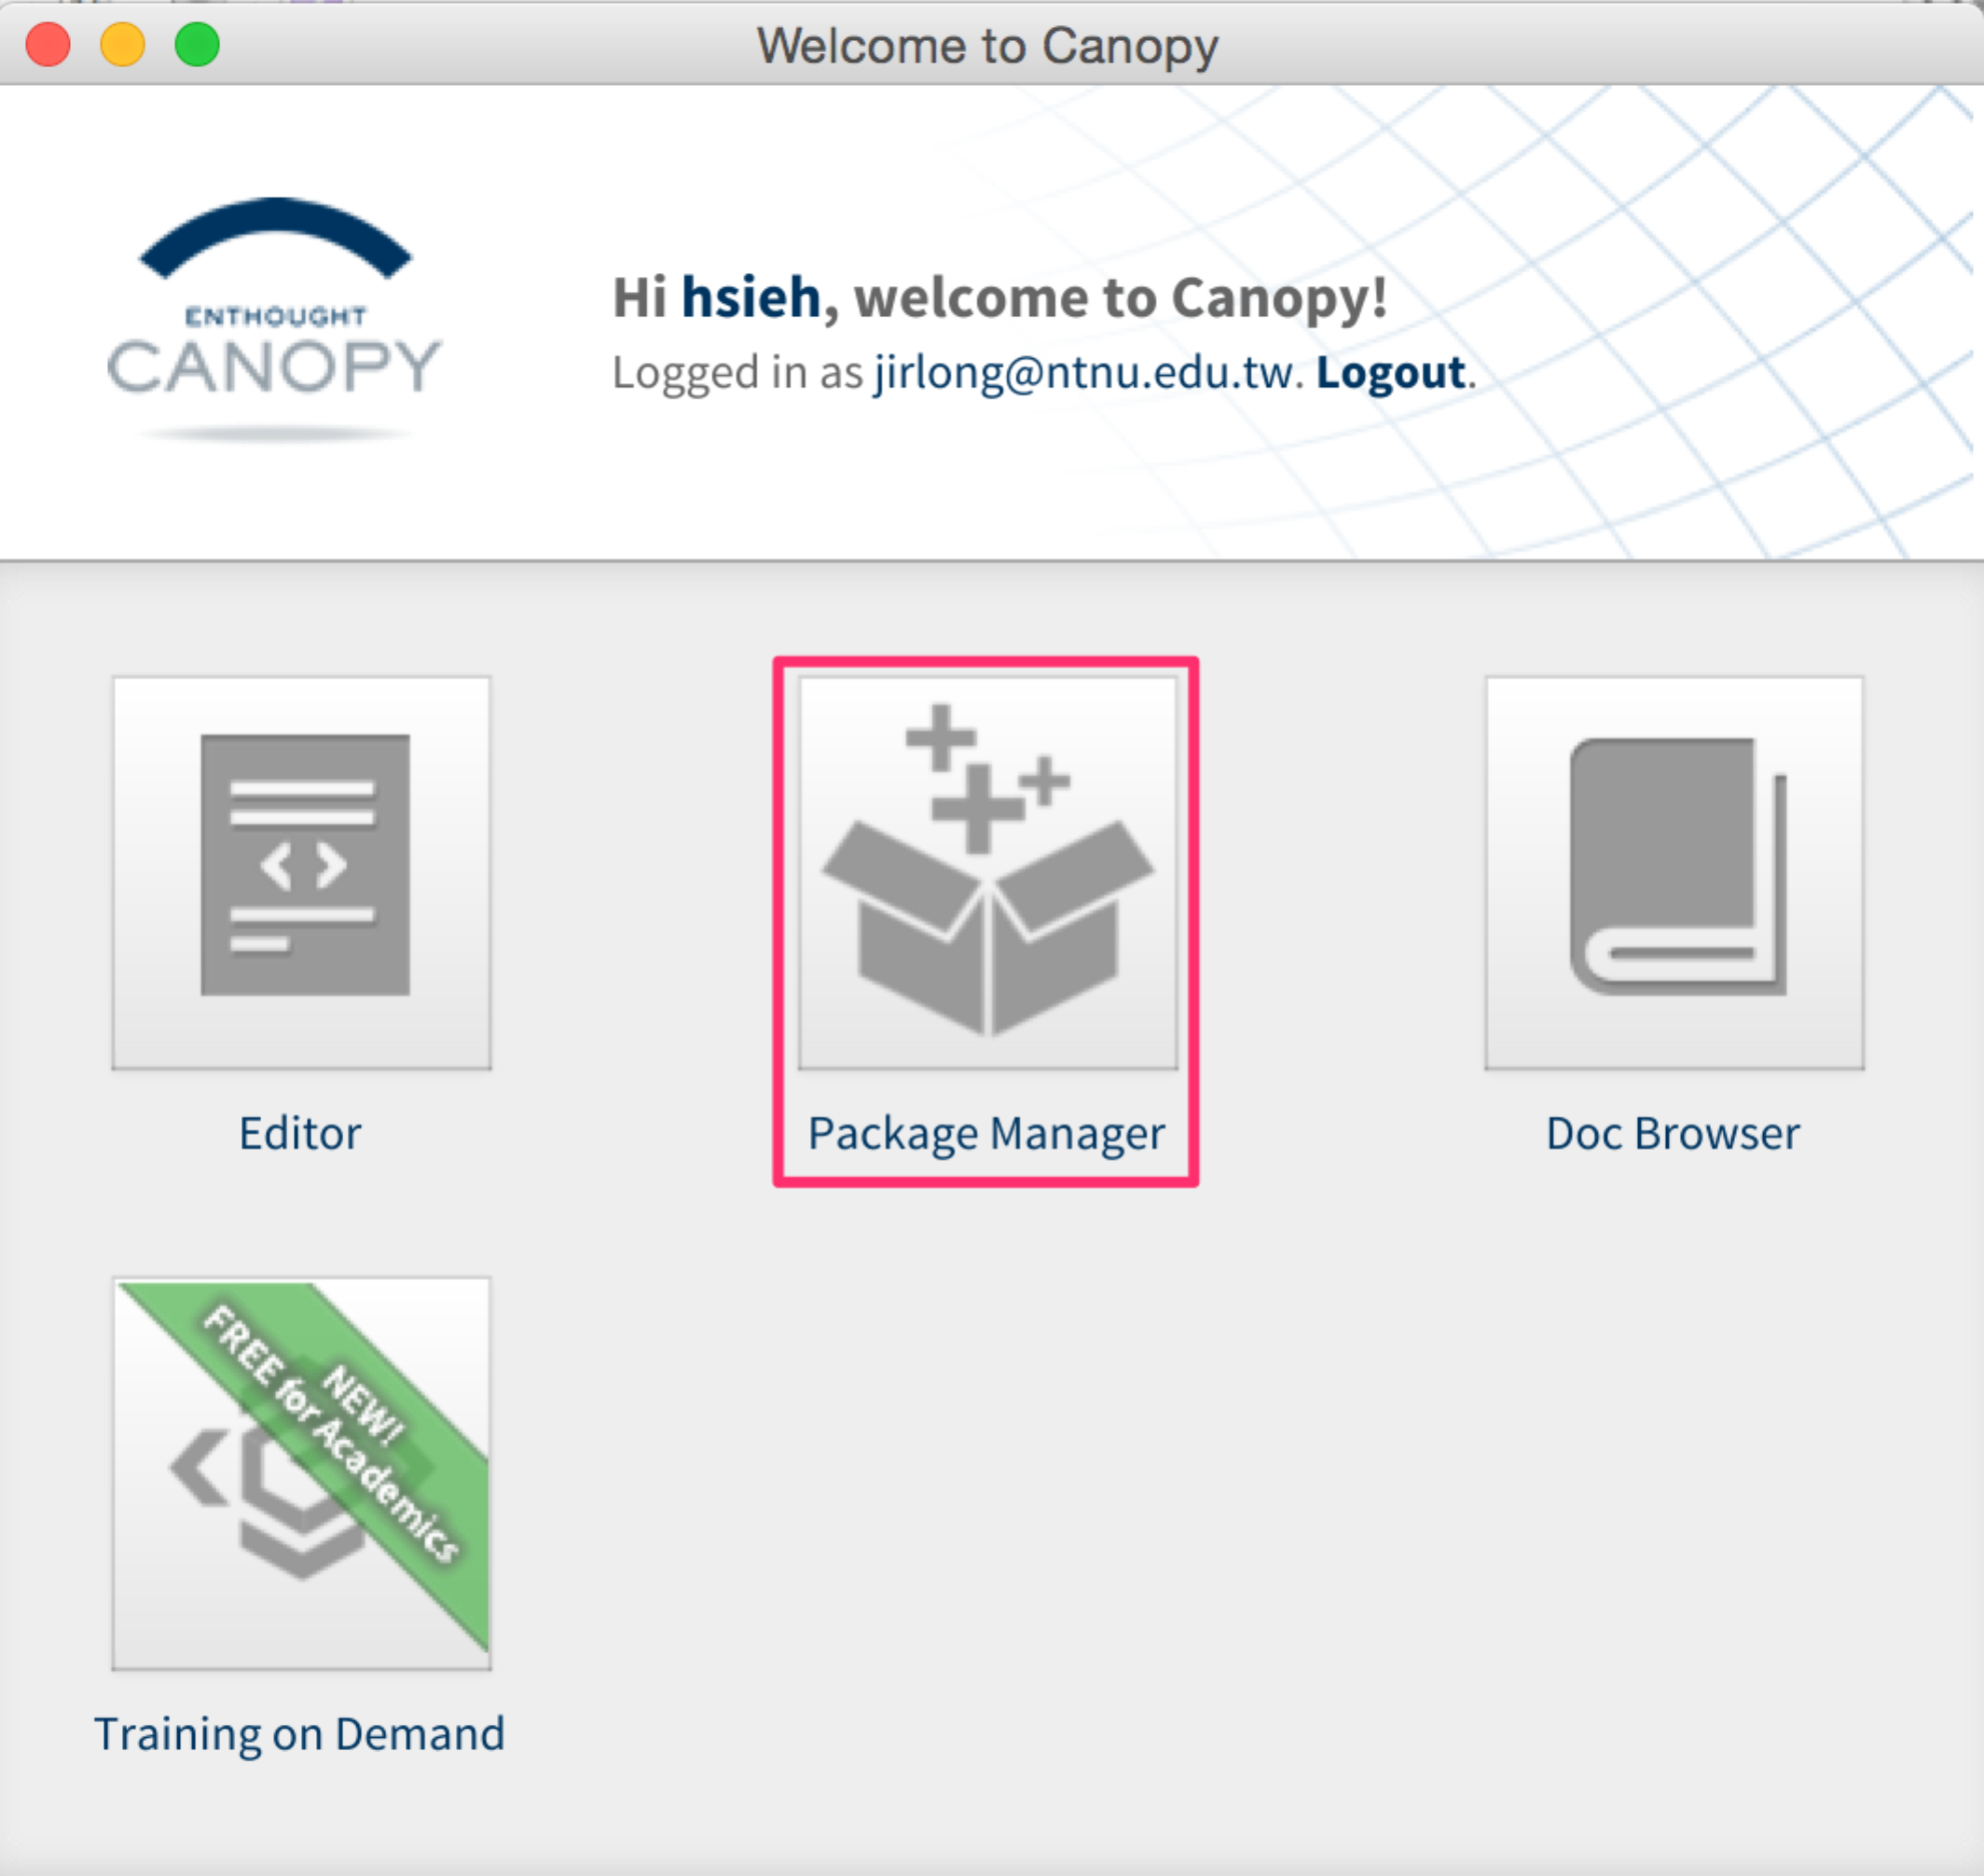 Welcome to Canopy
ENTHOUGHT
CANOPY
Hi hsieh, welcome to Canopy!
Logged in as jirlong@ntnu.edu.tw. Logout.
Editor
Package Manager
Doc Browser
NEW!
FREE for Academics
Training on Demand